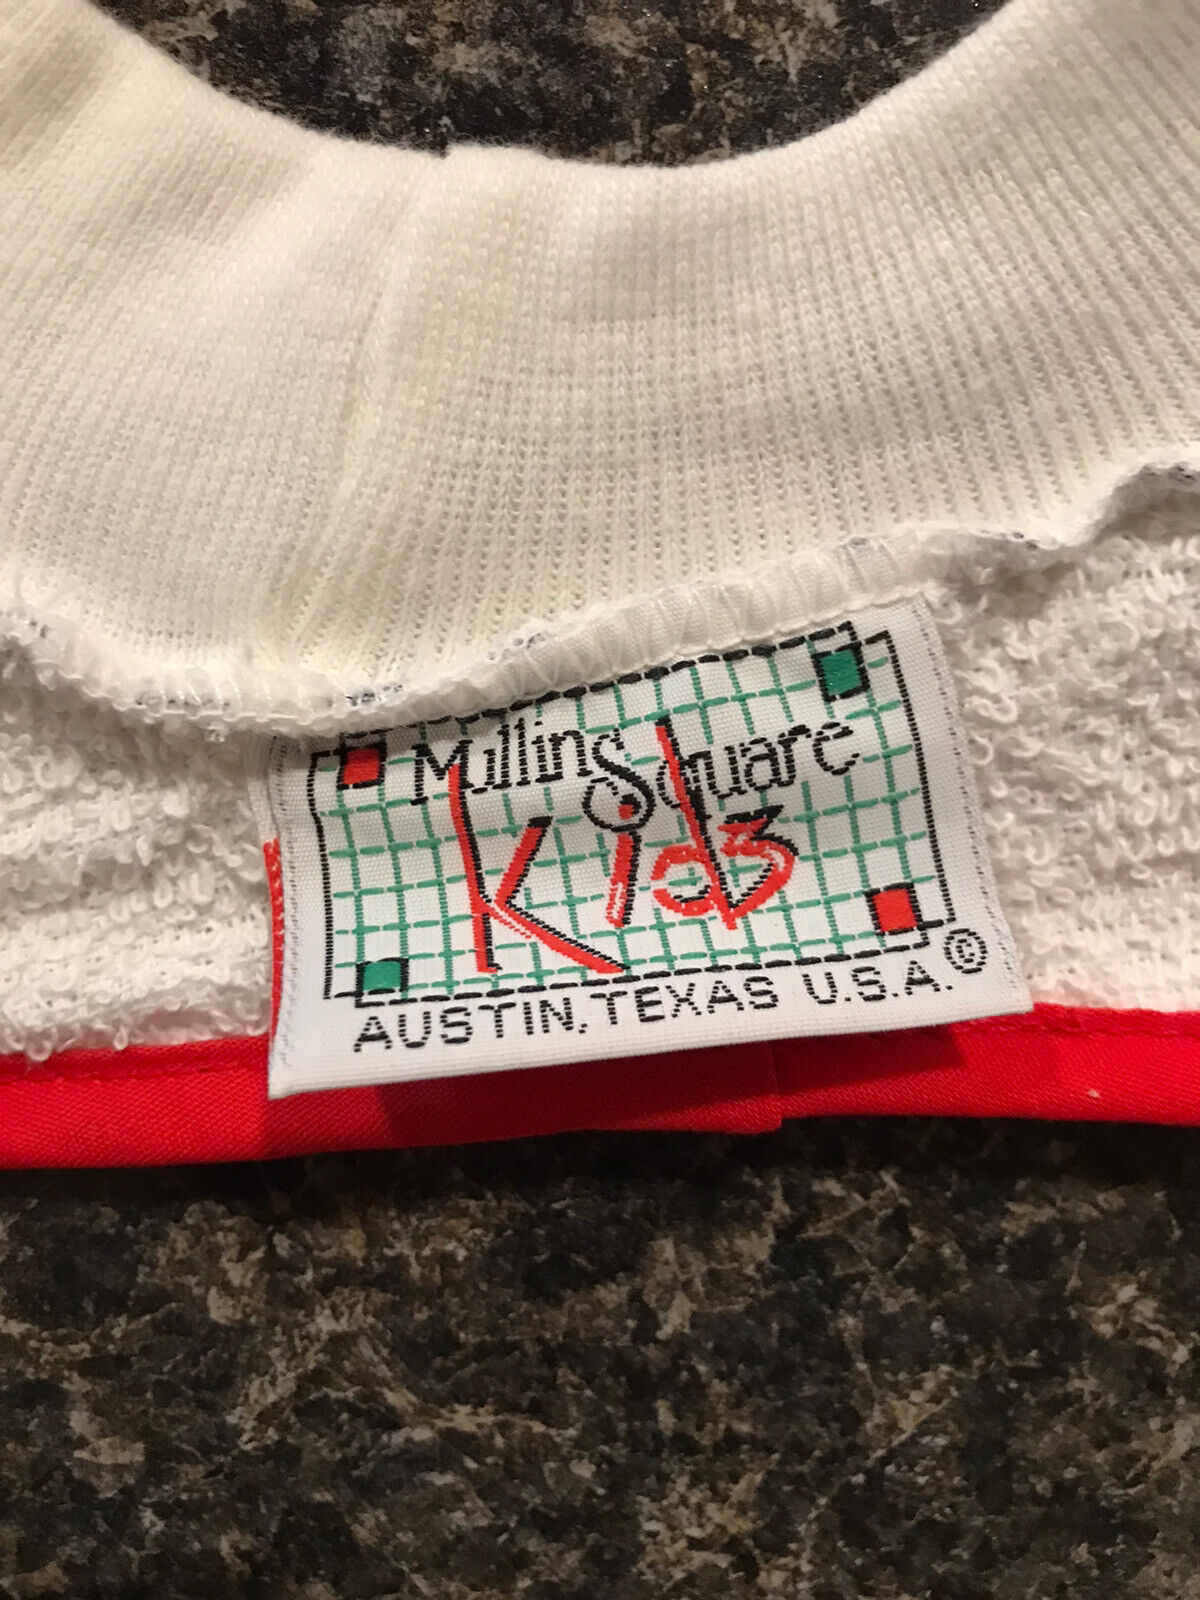 Mullins Square
Kids
AUSTIN, TEXAS U.S.A. ©